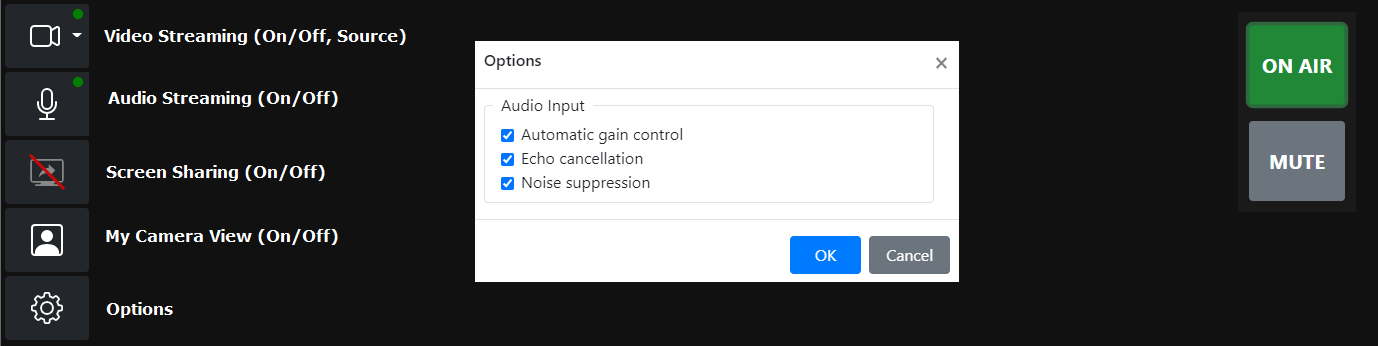 Video Streaming (On/Off, Source)
Audio Streaming (On/Off)
Screen Sharing (On/Off)
My Camera View (On/Off)
Options
Options
×
Audio Input
Automatic gain control
Echo cancellation
Noise suppression
OK
Cancel
ON AIR
MUTE